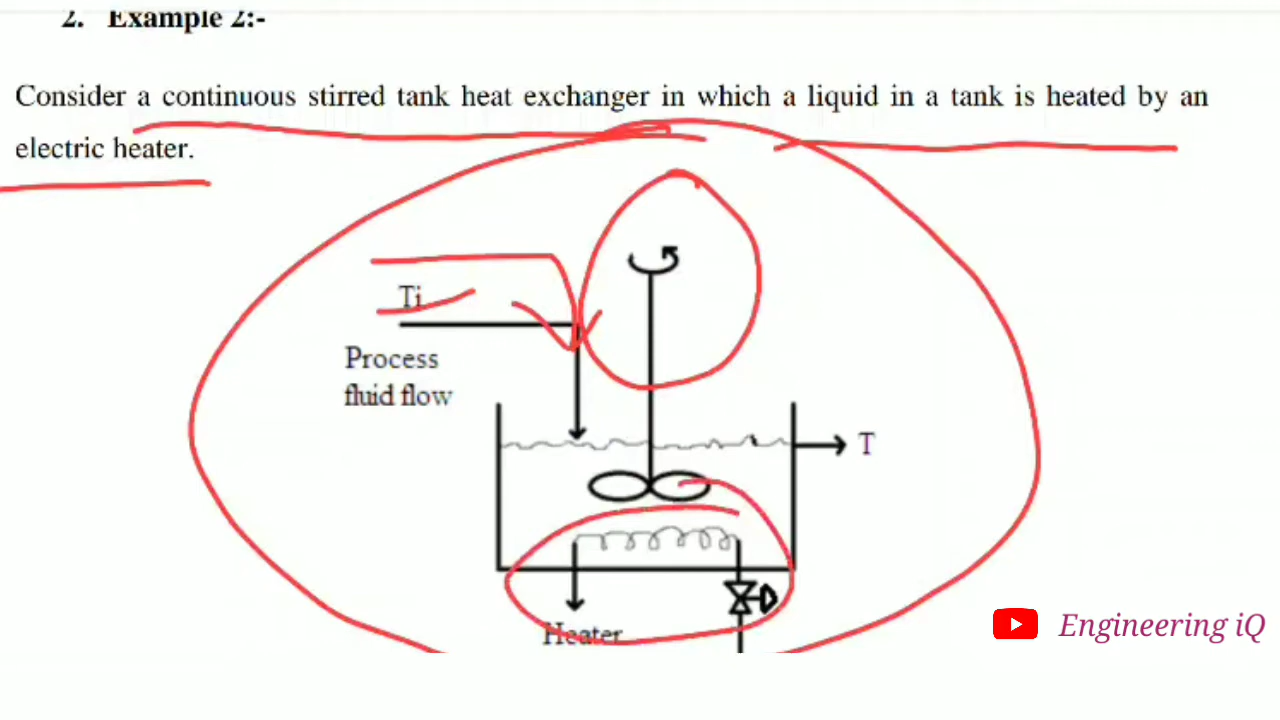 2. Example 2:-
Consider a continuous stirred tank heat exchanger in which a liquid in a tank is heated by an
electric heater.
Ti
Process
fluid flow
T
Heater
Engineering iQ